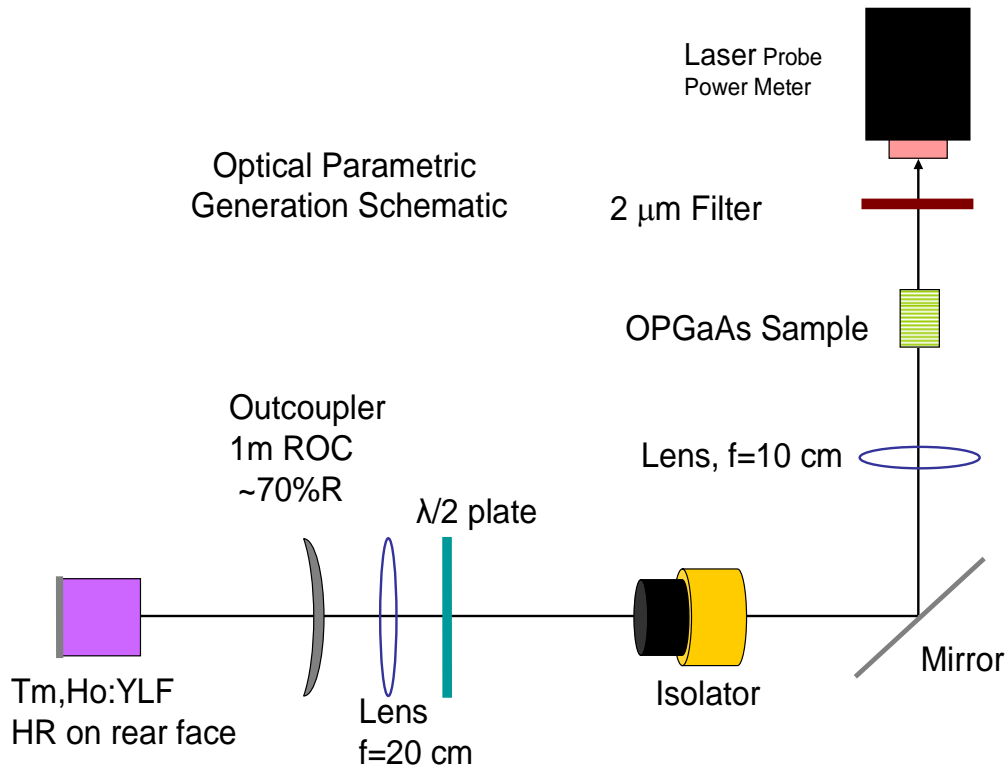 Laser Probe
Power Meter
Optical Parametric
Generation Schematic
2 μm Filter
OPGaAs Sample
Outcoupler
1m ROC
~70%R
Lens, f=10 cm
λ/2 plate
Mirror
Isolator
Tm,Ho:YLF
HR on rear face
Lens
f=20 cm